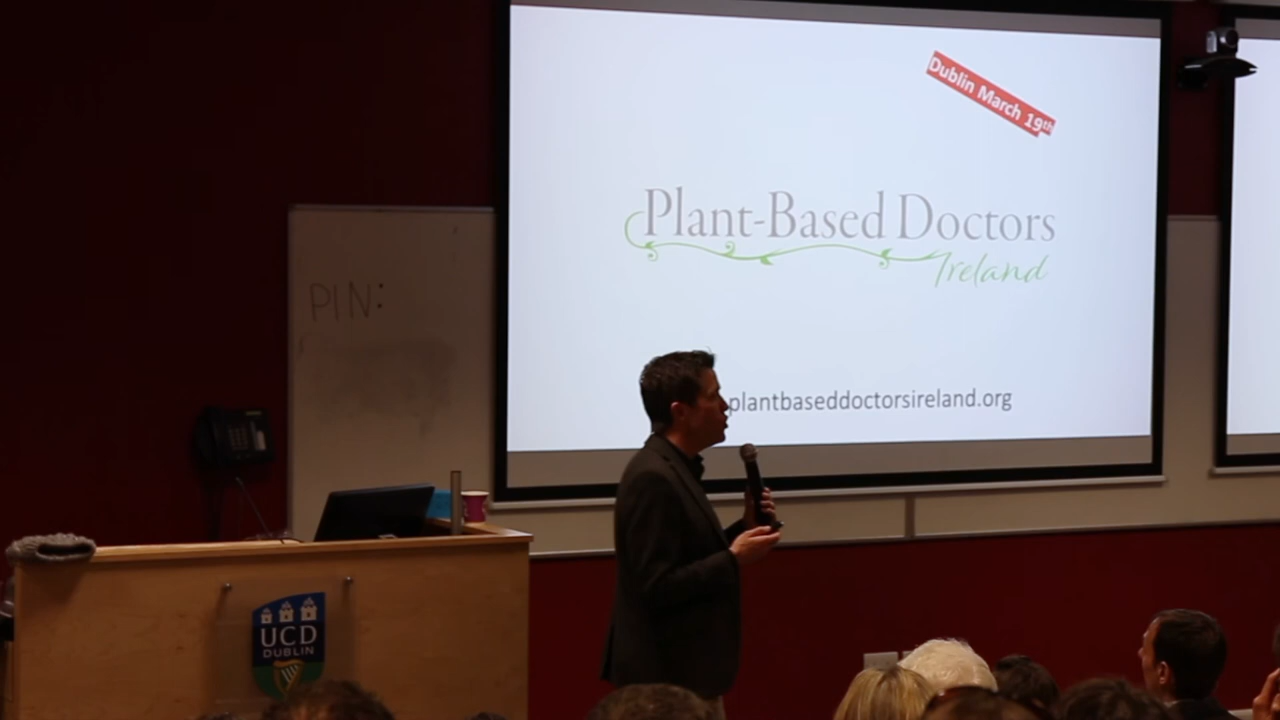 Dublin March 19th
Plant-Based Doctors
Ireland
plantbaseddoctorsireland.org
PIN:
UCD
DUBLIN